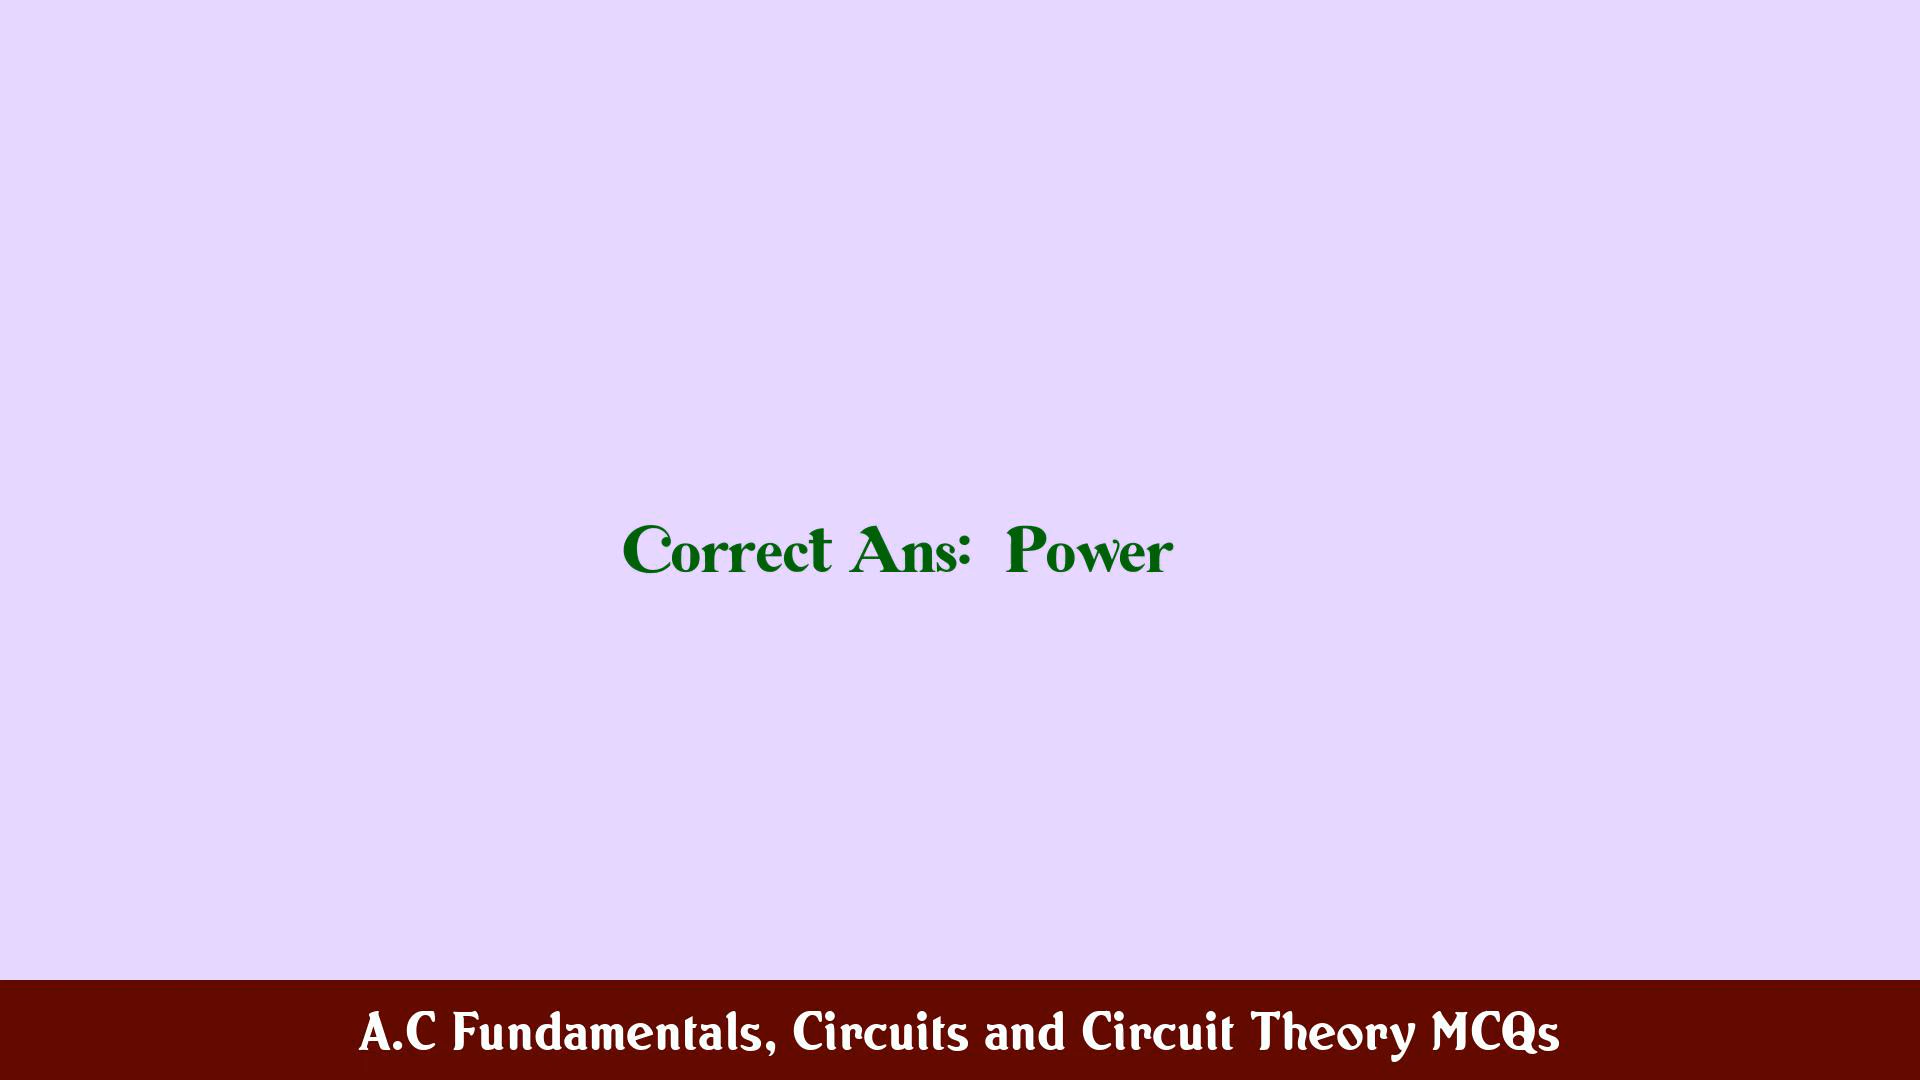 Correct Ans: Power
A.C Fundamentals, Circuits and Circuit Theory MCQs